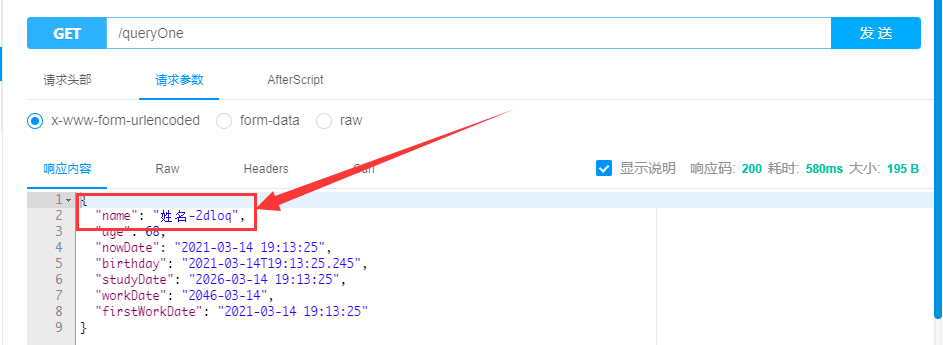 GET /queryOne 发 送
请求头部 请求参数 AfterScript
x-www-form-urlencoded form-data raw
响应内容 Raw Headers 显示说明 响应码: 200 耗时: 580ms 大小: 195 B
1 {
2 "name": "姓名-2dloq",
"age": 68,
4 "nowDate": "2021-03-14 19:13:25",
5 "birthday": "2021-03-14T19:13:25.245",
6 "studyDate": "2026-03-14 19:13:25",
7 "workDate": "2046-03-14",
8 "firstWorkDate": "2021-03-14 19:13:25"
9 }